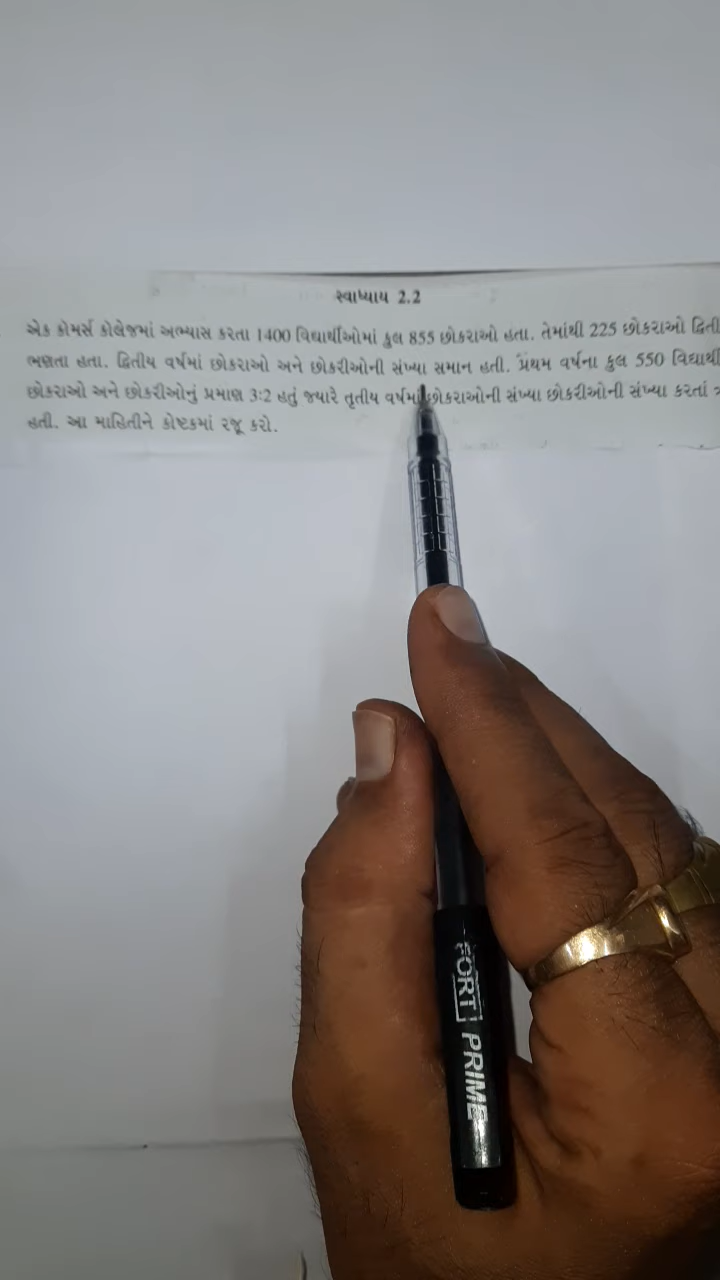 સ્વાધ્યાય 2.2
એક કોમર્સ કોલેજમાં અભ્યાસ કરતા 1400 વિદ્યાર્થીઓમાં કુલ 855 છોકરાઓ હતા. તેમાંથી 225 છોકરાઓ
ભણતા હતા. દ્વિતીય વર્ષમાં છોકરાઓ અને છોકરીઓની સંખ્યા સમાન હતી. પ્રથમ વર્ષના કુલ 550
છોકરાઓ અને છોકરીઓનું પ્રમાણ 3:2 હતું જ્યારે તૃતીય વર્ષમાં છોકરાઓની સંખ્યા છોકરીઓની સંખ્યા કરતાં
હતી. આ માહિતીને કોષ્ટકમાં રજૂ કરો.
FORT PRIME